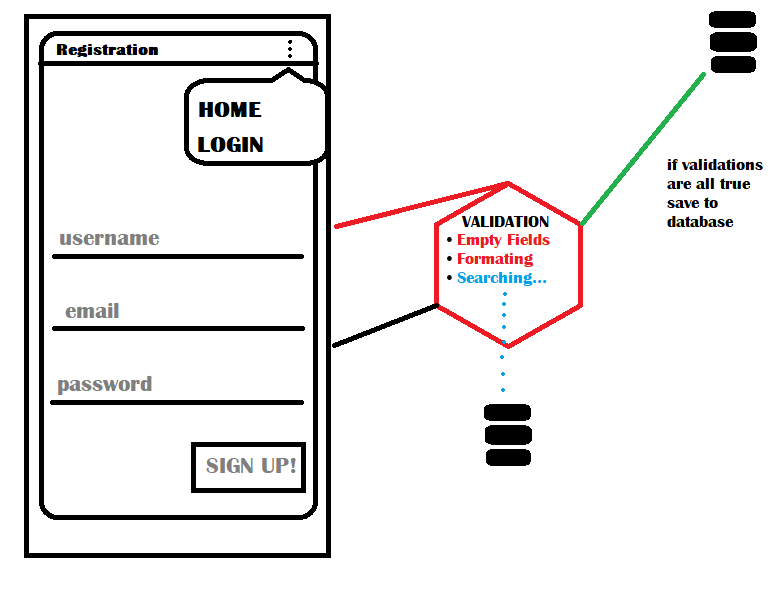 Registration
HOME
LOGIN
username
email
password
SIGN UP!
VALIDATION
• Empty Fields
• Formating
• Searching...
if validations
are all true
save to
database